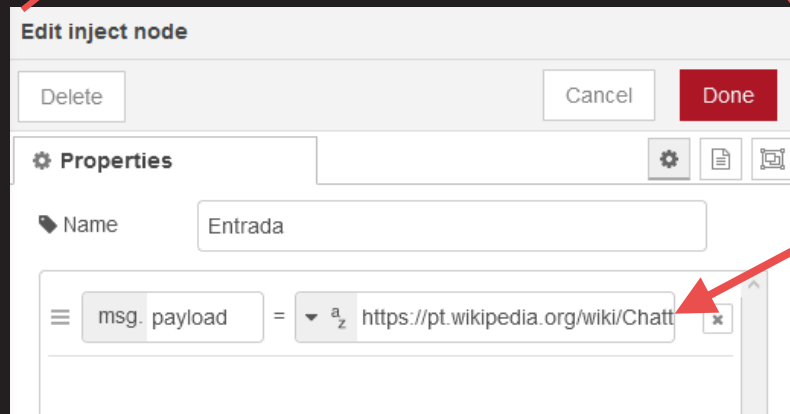 Edit inject node
Delete Cancel Done
Properties
Name Entrada
msg. payload = az https://pt.wikipedia.org/wiki/Chatt